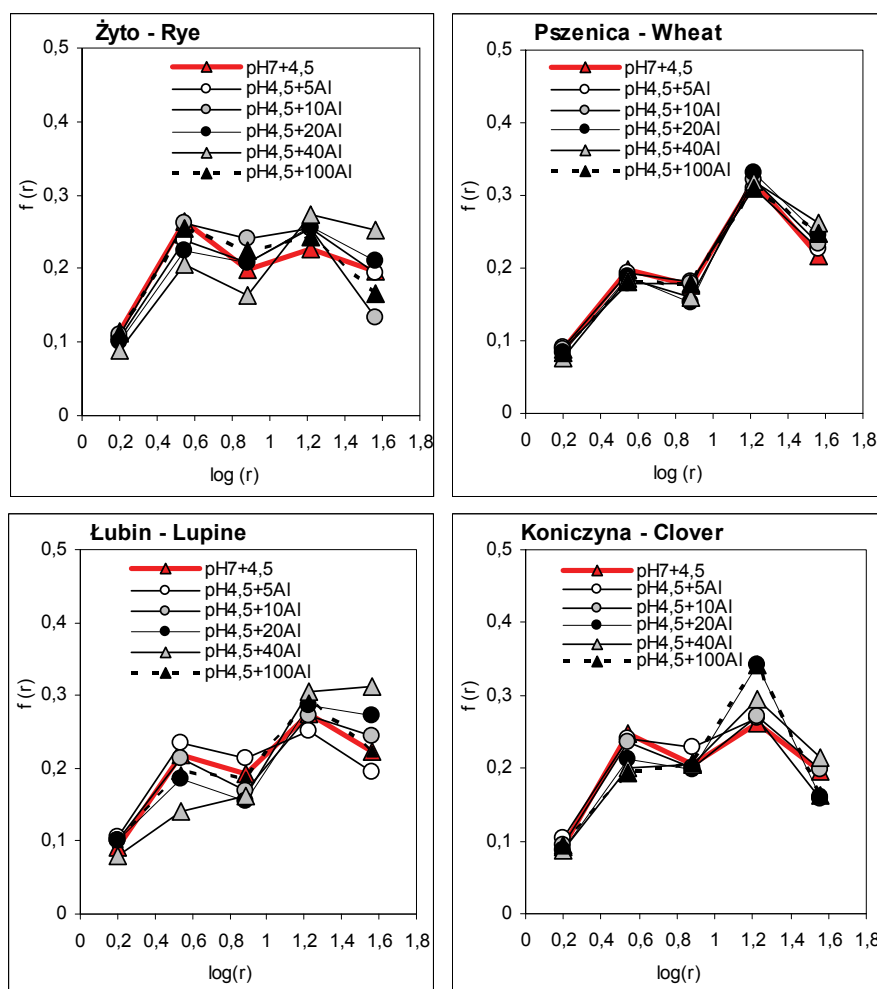 Żyto - Rye
0,5
0,4
0,3
0,2
0,1
0
f (r)
pH7+4,5
pH4,5+5Al
pH4,5+10Al
pH4,5+20Al
pH4,5+40Al
pH4,5+100Al
0 0,2 0,4 0,6 0,8 1 1,2 1,4 1,6 1,8
log (r)
Pszenica - Wheat
0,5
0,4
0,3
0,2
0,1
0
f (r)
pH7+4,5
pH4,5+5Al
pH4,5+10Al
pH4,5+20Al
pH4,5+40Al
pH4,5+100Al
0 0,2 0,4 0,6 0,8 1 1,2 1,4 1,6 1,8
log (r)
Łubin - Lupine
0,5
0,4
0,3
0,2
0,1
0
f (r)
pH7+4,5
pH4,5+5Al
pH4,5+10Al
pH4,5+20Al
pH4,5+40Al
pH4,5+100Al
0 0,2 0,4 0,6 0,8 1 1,2 1,4 1,6 1,8
log(r)
Koniczyna - Clover
0,5
0,4
0,3
0,2
0,1
0
f (r)
pH7+4,5
pH4,5+5Al
pH4,5+10Al
pH4,5+20Al
pH4,5+40Al
pH4,5+100Al
0 0,2 0,4 0,6 0,8 1 1,2 1,4 1,6 1,8
log(r)